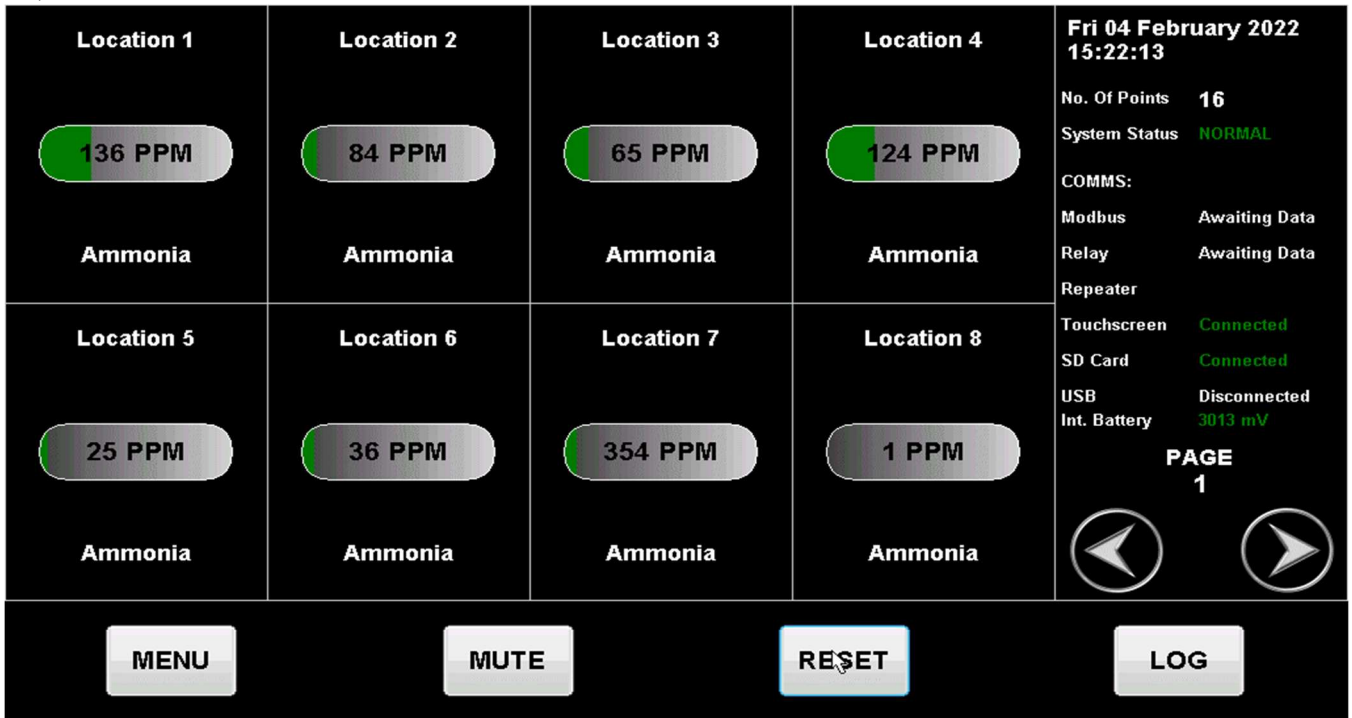 Location 1
Location 2
Location 3
Location 4
136 PPM
84 PPM
65 PPM
124 PPM
Ammonia
Ammonia
Ammonia
Ammonia
Location 5
Location 6
Location 7
Location 8
25 PPM
36 PPM
354 PPM
1 PPM
Ammonia
Ammonia
Ammonia
Ammonia
Fri 04 February 2022
15:22:13
No. Of Points 16
System Status NORMAL
COMMS:
Modbus Awaiting Data
Relay Awaiting Data
Repeater
Touchscreen Connected
SD Card Connected
USB Disconnected
Int. Battery 3013 mV
PAGE
1
MENU
MUTE
RESET
LOG